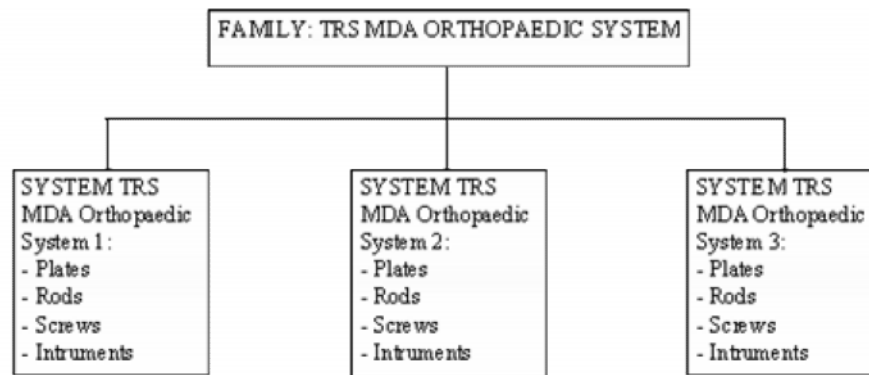 FAMILY: TRS MDA ORTHOPAEDIC SYSTEM
SYSTEM TRS
MDA Orthopaedic
System 1:
- Plates
- Rods
- Screws
- Intruments
SYSTEM TRS
MDA Orthopaedic
System 2:
- Plates
- Rods
- Screws
- Intruments
SYSTEM TRS
MDA Orthopaedic
System 3:
- Plates
- Rods
- Screws
- Intruments